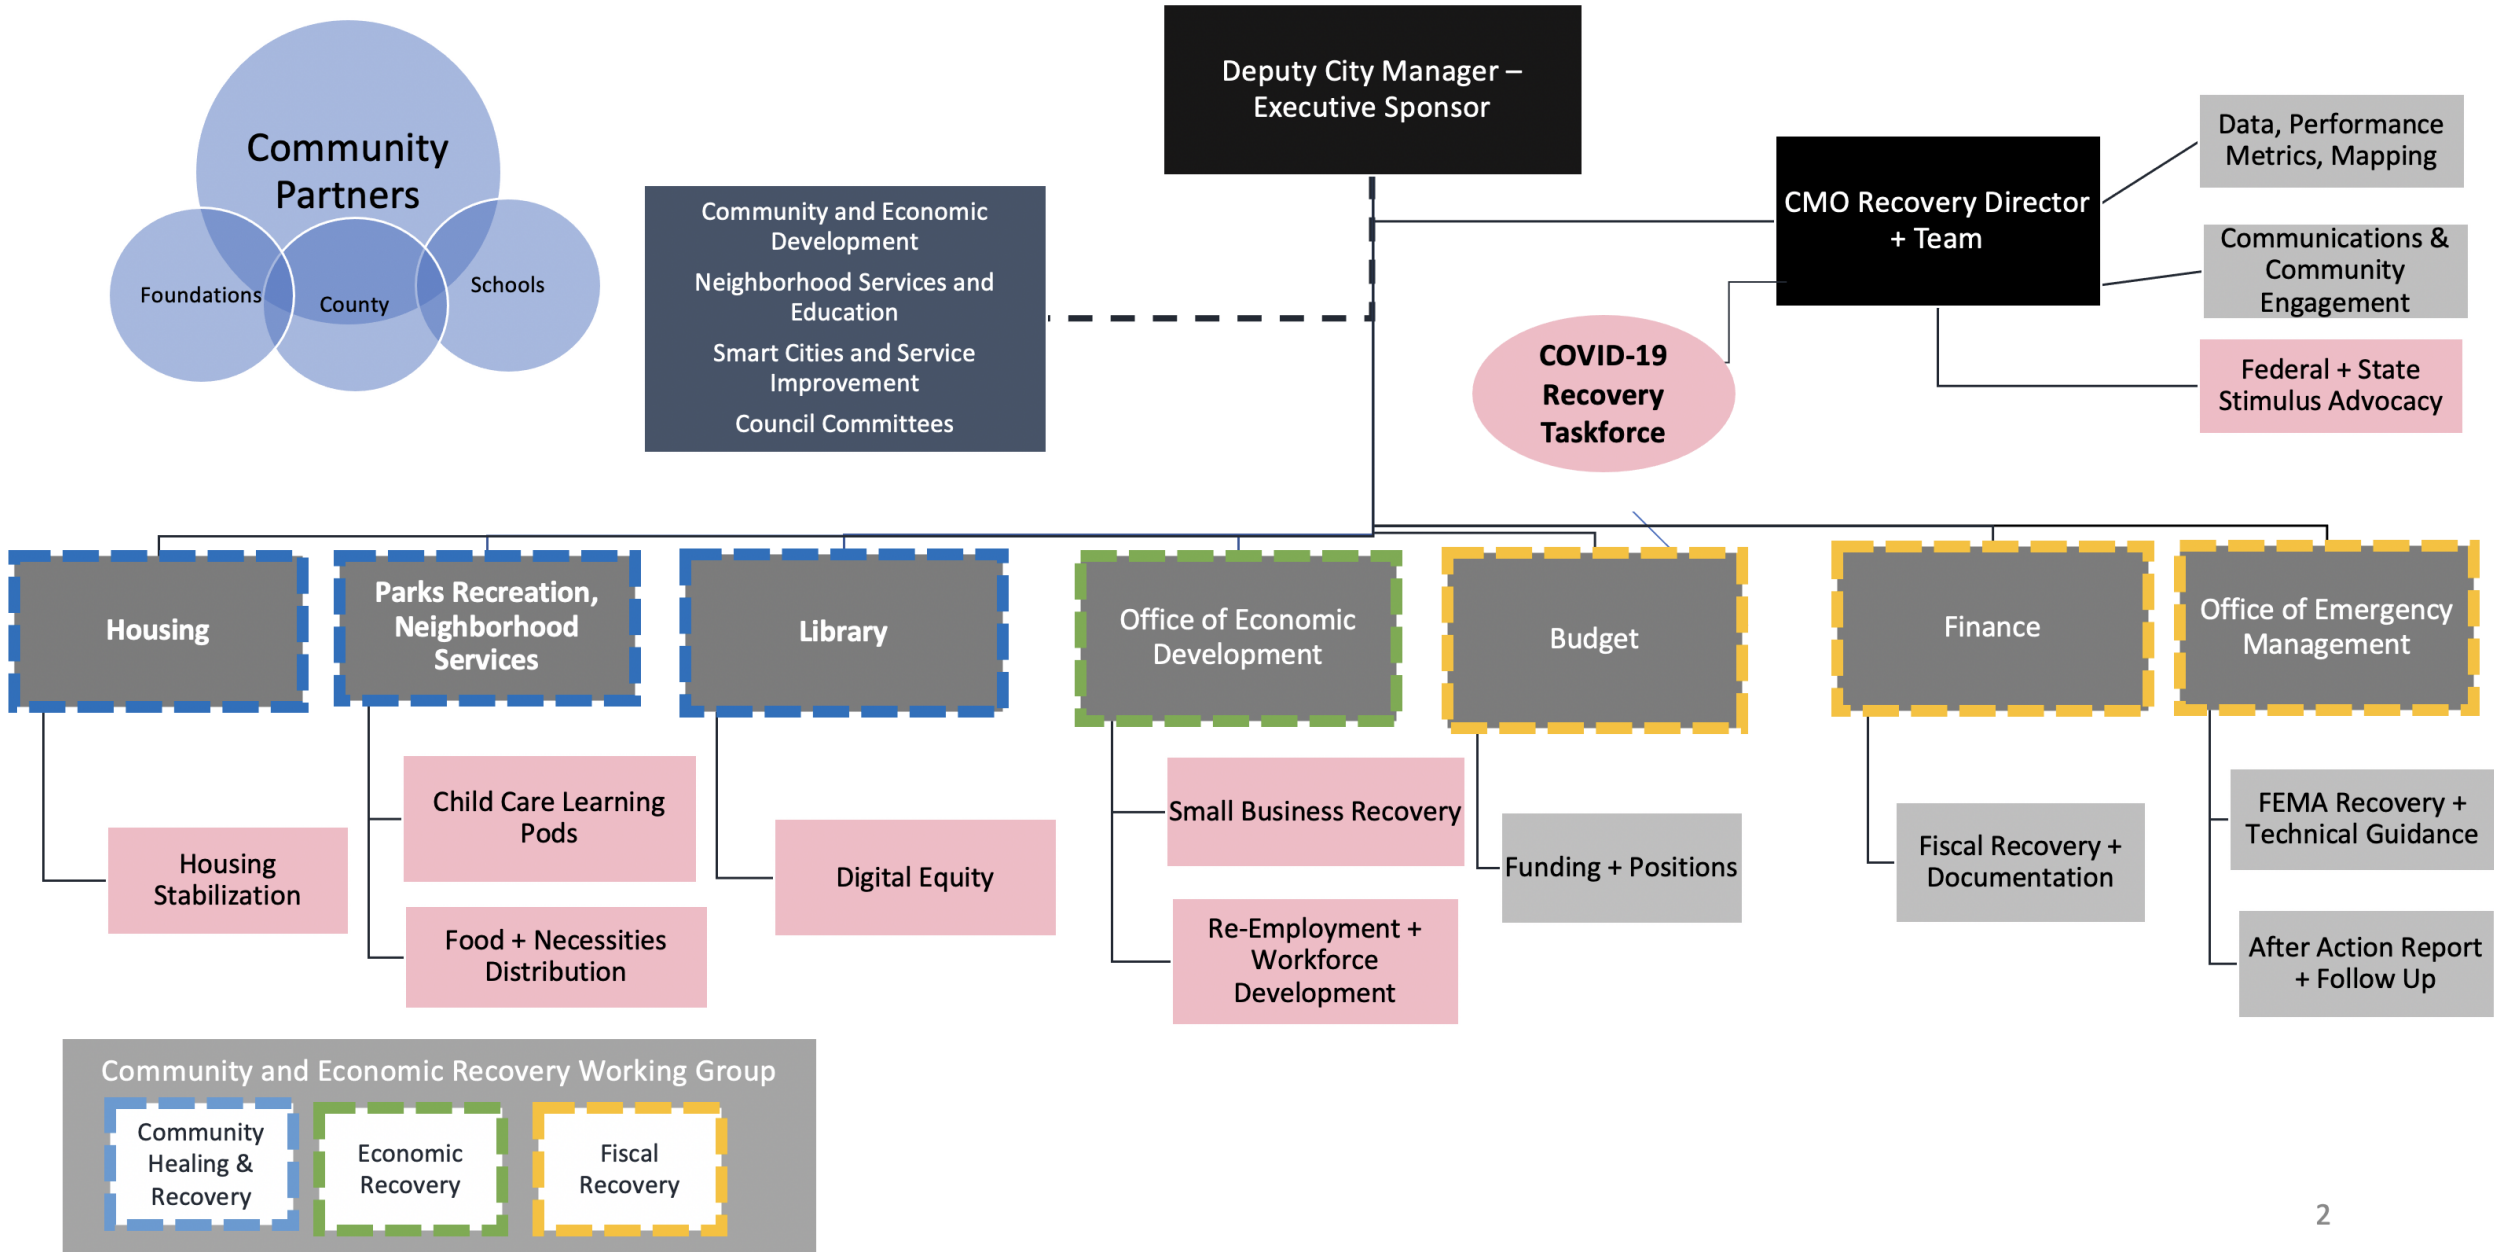 Community
Partners
Foundations
County
Schools
Deputy City Manager –
Executive Sponsor
Community and Economic
Development
Neighborhood Services and
Education
Smart Cities and Service
Improvement
Council Committees
CMO Recovery Director
+ Team
Data, Performance
Metrics, Mapping
Communications &
Community
Engagement
Federal + State
Stimulus Advocacy
COVID-19
Recovery
Taskforce
Housing
Parks Recreation,
Neighborhood
Services
Library
Office of Economic
Development
Budget
Finance
Office of Emergency
Management
Housing
Stabilization
Child Care Learning
Pods
Food + Necessities
Distribution
Digital Equity
Small Business Recovery
Re-Employment +
Workforce
Development
Funding + Positions
Fiscal Recovery +
Documentation
FEMA Recovery +
Technical Guidance
After Action Report
+ Follow Up
Community and Economic Recovery Working Group
Community
Healing &
Recovery
Economic
Recovery
Fiscal
Recovery
2